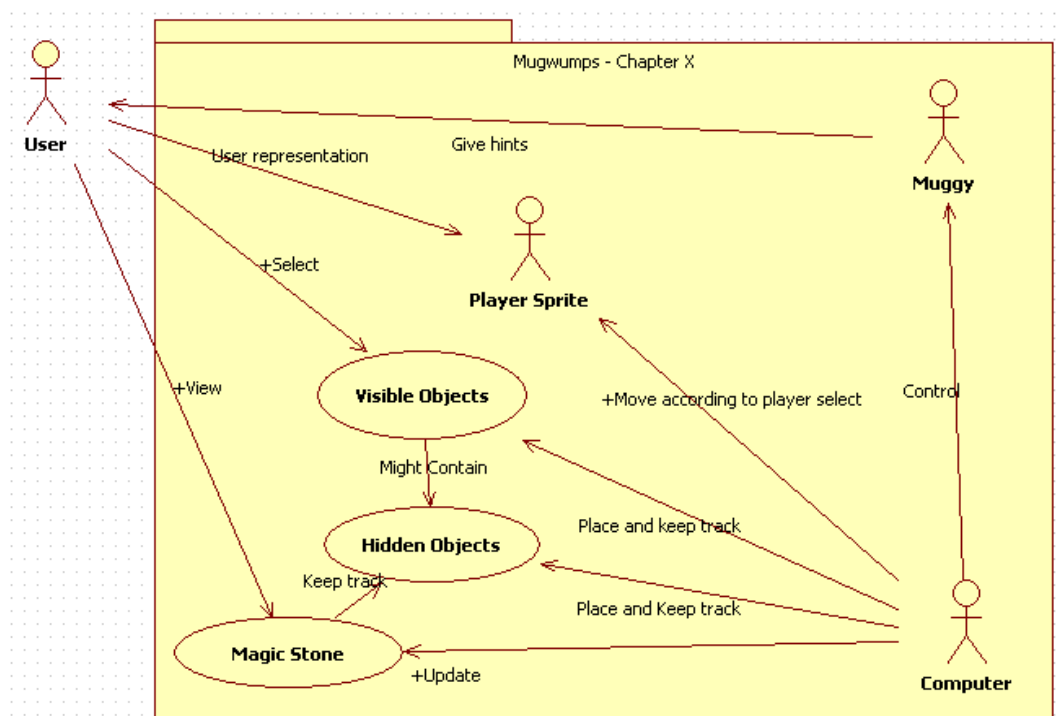 Mugwumps - Chapter X
User
Give hints
User representation
Muggy
+Select
Player Sprite
+View
Visible Objects
+Move according to player select
Control
Might Contain
Place and keep track
Hidden Objects
Keep track
Place and Keep track
Magic Stone
+Update
Computer